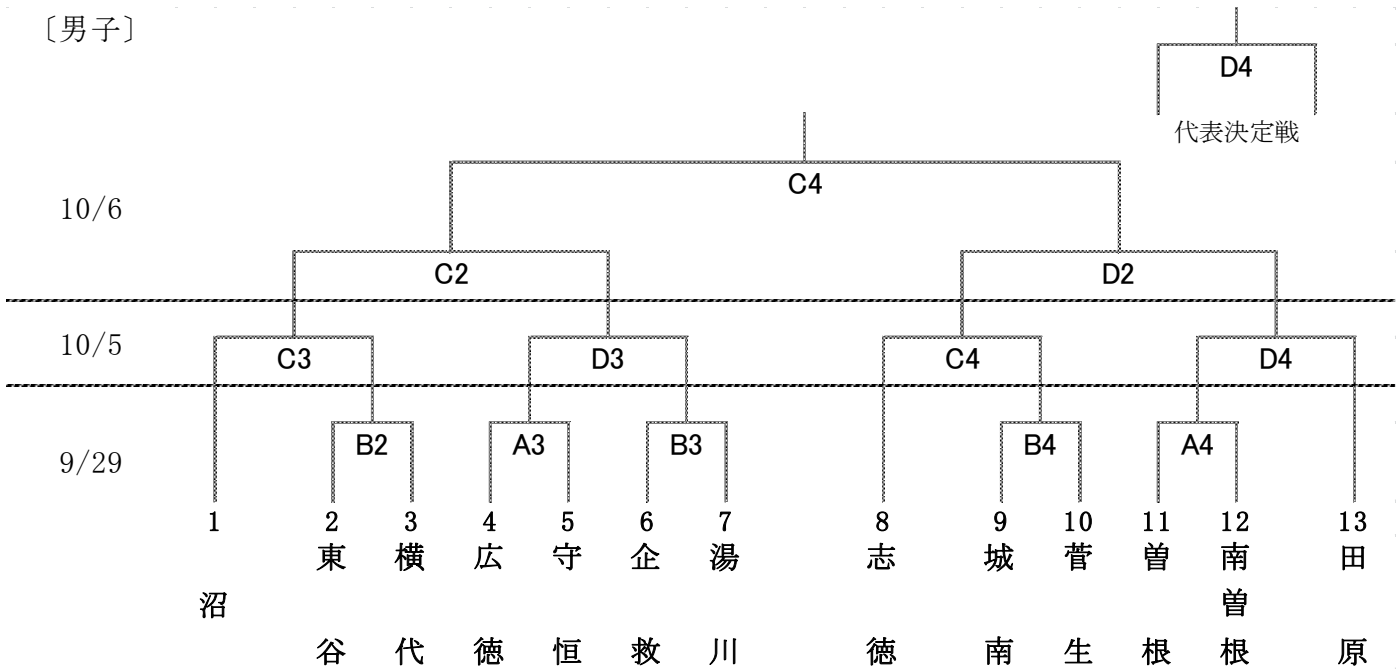 〔男子〕
D4
代表決定戦
C4
10/6
C2
D2
10/5
C3
D3
C4
D4
9/29
B2
A3
B3
B4
A4
1
2
3
4
5
6
7
8
9
10
11
12
13
沼
東谷
横代
広徳
守恒
企救
湯川
志徳
城南
菅生
曽根
南曽根
田原